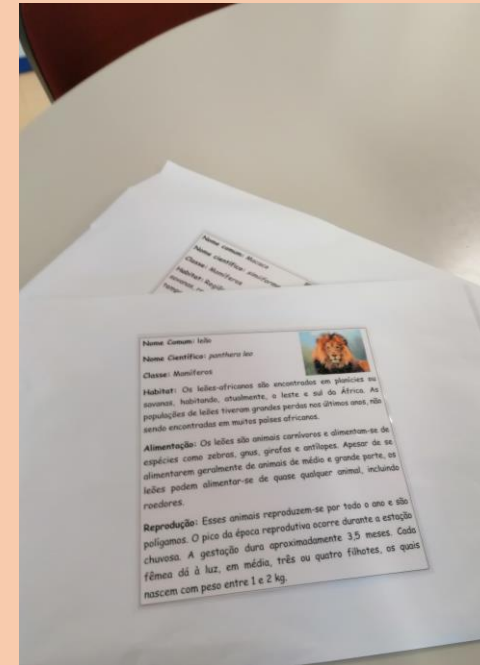 Nome comum: Macaco
Nome científico: simiiformes
Classe: Mamíferos
Habitat: Região
savanas,
Nome Comum: leão
Nome Científico: panthera leo
Classe: Mamíferos
Habitat: Os leões-africanos são encontrados em planícies ou
savanas, habitando, atualmente, o leste e sul da África. As
populações de leões tiveram grandes perdas nos últimos anos, não
sendo encontradas em muitos países africanos.
Alimentação: Os leões são animais carnívoros e alimentam-se de
espécies como zebras, gnus, girafas e antílopes. Apesar de se
alimentarem geralmente de animais de médio e grande porte, os
leões podem alimentar-se de quase qualquer animal, incluindo
roedores.
Reprodução: Esses animais reproduzem-se por todo o ano e são
polígamos. O pico da época reprodutiva ocorre durante a estação
chuvosa. A gestação dura aproximadamente 3,5 meses. Cada
fêmea dá à luz, em média, três ou quatro filhotes, os quais
nascem com peso entre 1 e 2 kg.